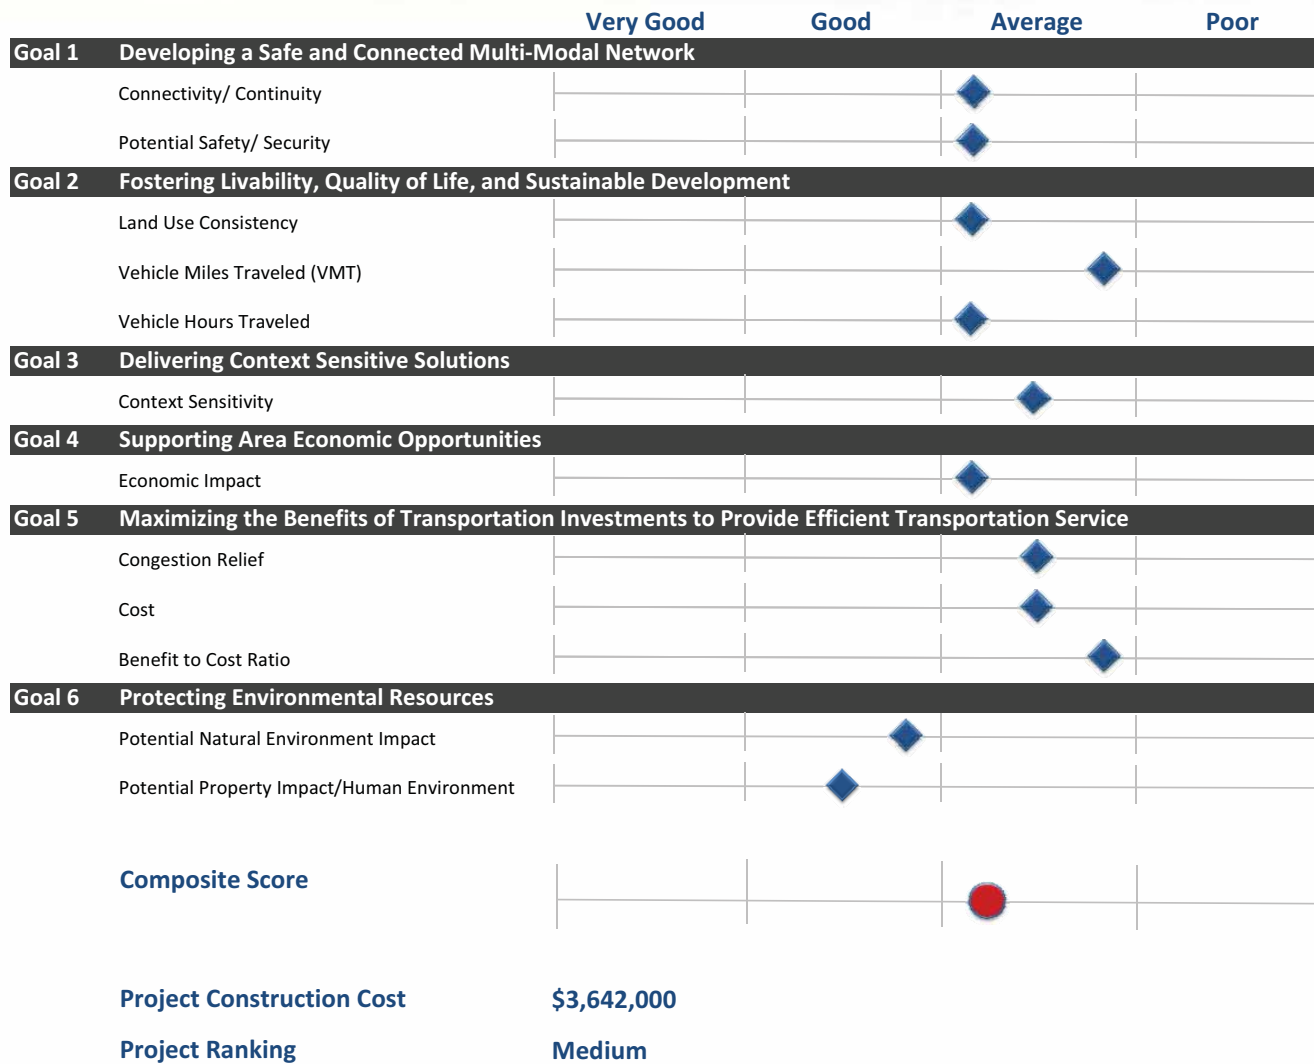 Very Good Good Average Poor
Goal 1 Developing a Safe and Connected Multi-Modal Network
Connectivity/ Continuity
Potential Safety/ Security
Goal 2 Fostering Livability, Quality of Life, and Sustainable Development
Land Use Consistency
Vehicle Miles Traveled (VMT)
Vehicle Hours Traveled
Goal 3 Delivering Context Sensitive Solutions
Context Sensitivity
Goal 4 Supporting Area Economic Opportunities
Economic Impact
Goal 5 Maximizing the Benefits of Transportation Investments to Provide Efficient Transportation Service
Congestion Relief
Cost
Benefit to Cost Ratio
Goal 6 Protecting Environmental Resources
Potential Natural Environment Impact
Potential Property Impact/Human Environment
Composite Score
Project Construction Cost $3,642,000
Project Ranking Medium